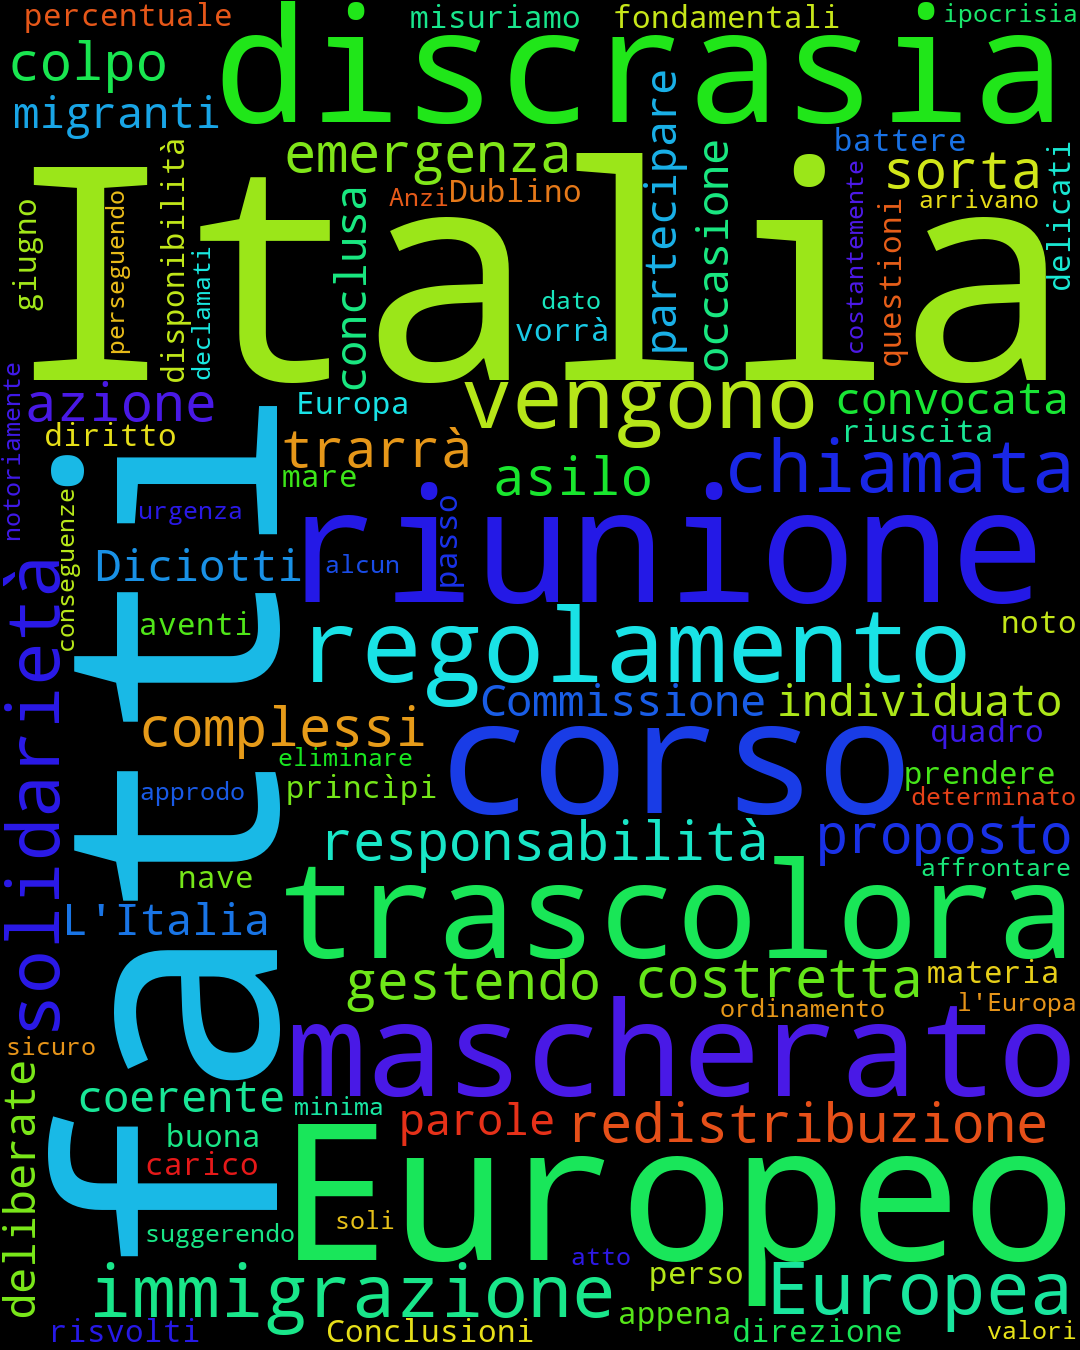 percentuale
misuriamo
fondamentali
ipocrisia
discrasia
colpo
migranti
emergenza
battere
sorta
Anzi
Dublino
arrivano
partecipare
occasione
delicati
Italia
giugno
perseguendo
disponibilità
declamati
conclusa
dato
vorrà
costantemente
questioni
notoriamente
azione
Europa
vengono
convocata
diritto
trarrà
riuscita
mare
asilo
chiamata
conseguenze
urgenza
passo
riunione
Diciotti
alcun
fatti
aventi
regolamento
noto
solidarietà
Commissione
individuato
complessi
corso
quadro
eliminare
approdo
princìpi
prendere
determinato
responsabilità
proposto
affrontare
nave
trascolora
L'Italia
gestendo
costretta
materia
ordinamento
l'Europa
mascherato
sicuro
deliberate
coerente
minima
parole
redistribuzione
buona
carico
Europeo
suggerendo
soli
atto
perso
immigrazione
Europea
appena
risvolti
Conclusioni
direzione
valori